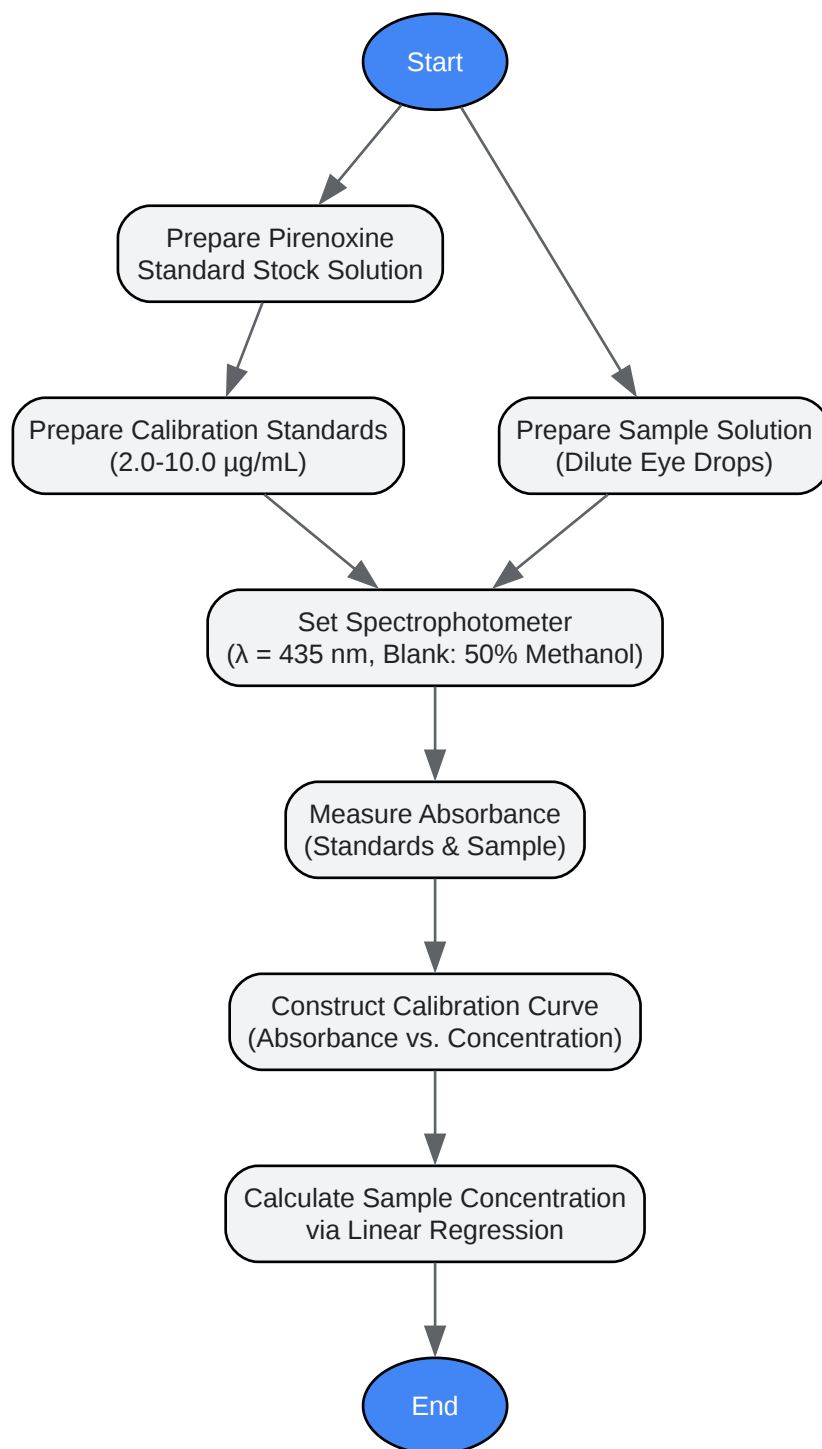 Start
Prepare Pirenoxine
Standard Stock Solution
Prepare Calibration Standards
(2.0-10.0 µg/mL)
Prepare Sample Solution
(Dilute Eye Drops)
Set Spectrophotometer
(λ = 435 nm, Blank: 50% Methanol)
Measure Absorbance
(Standards & Sample)
Construct Calibration Curve
(Absorbance vs. Concentration)
Calculate Sample Concentration
via Linear Regression
End